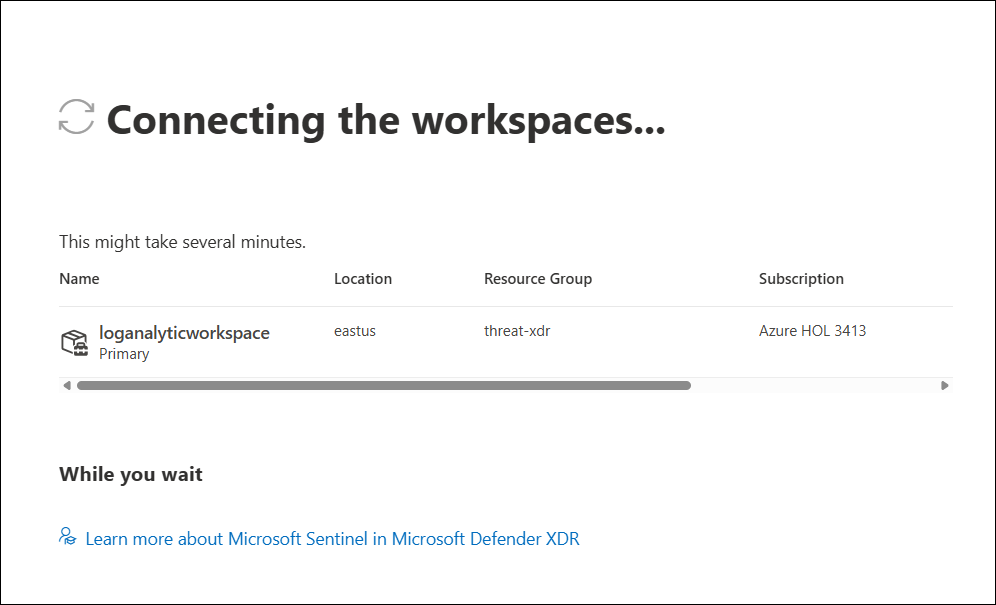 Connecting the workspaces...
This might take several minutes.
Name Location Resource Group Subscription
loganalyticworkspace eastus threat-xdr Azure HOL 3413
Primary
While you wait
Learn more about Microsoft Sentinel in Microsoft Defender XDR